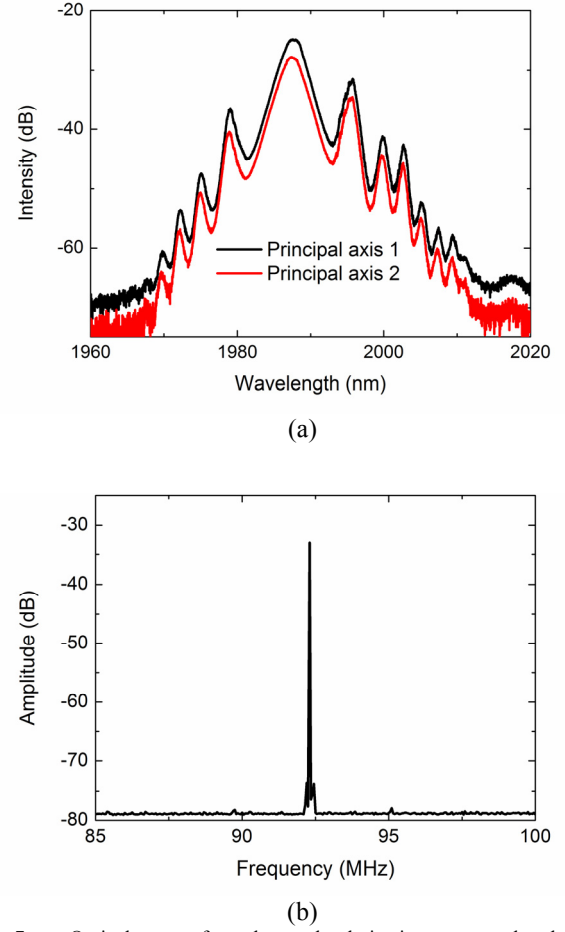 -20
-40
-60
Intensity (dB)
Principal axis 1
Principal axis 2
1960 1980 2000 2020
Wavelength (nm)
(a)
-30
-40
-50
-60
-70
-80
Amplitude (dB)
85 90 95 100
Frequency (MHz)
(b)